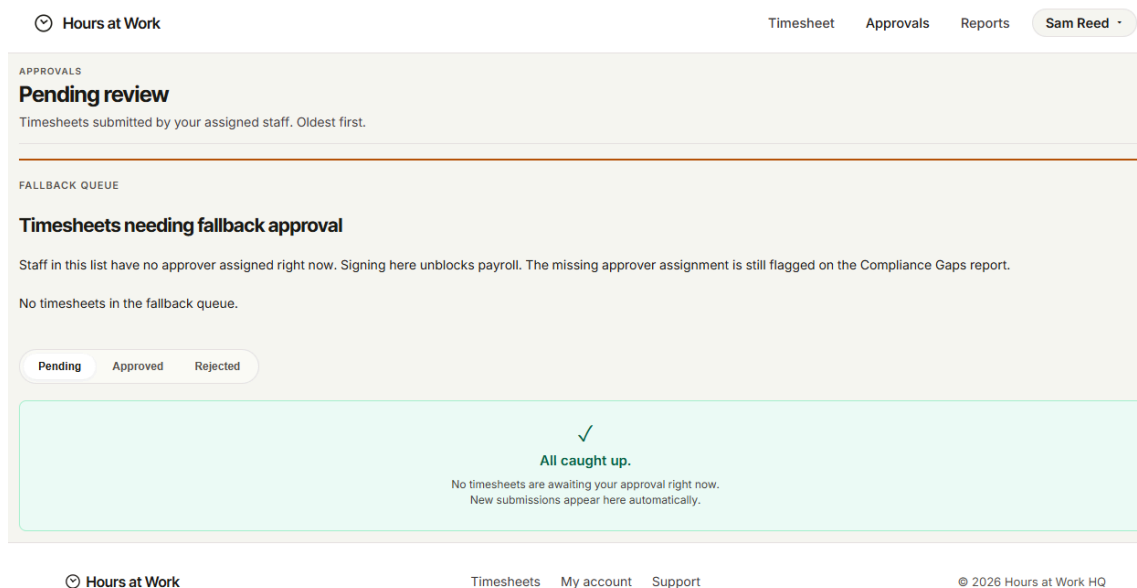 Hours at Work
Timesheet Approvals Reports Sam Reed
APPROVALS
Pending review
Timesheets submitted by your assigned staff. Oldest first.
FALLBACK QUEUE
Timesheets needing fallback approval
Staff in this list have no approver assigned right now. Signing here unblocks payroll. The missing approver assignment is still flagged on the Compliance Gaps report.
No timesheets in the fallback queue.
Pending Approved Rejected
All caught up.
No timesheets are awaiting your approval right now.
New submissions appear here automatically.
Hours at Work
Timesheets My account Support
© 2026 Hours at Work HQ